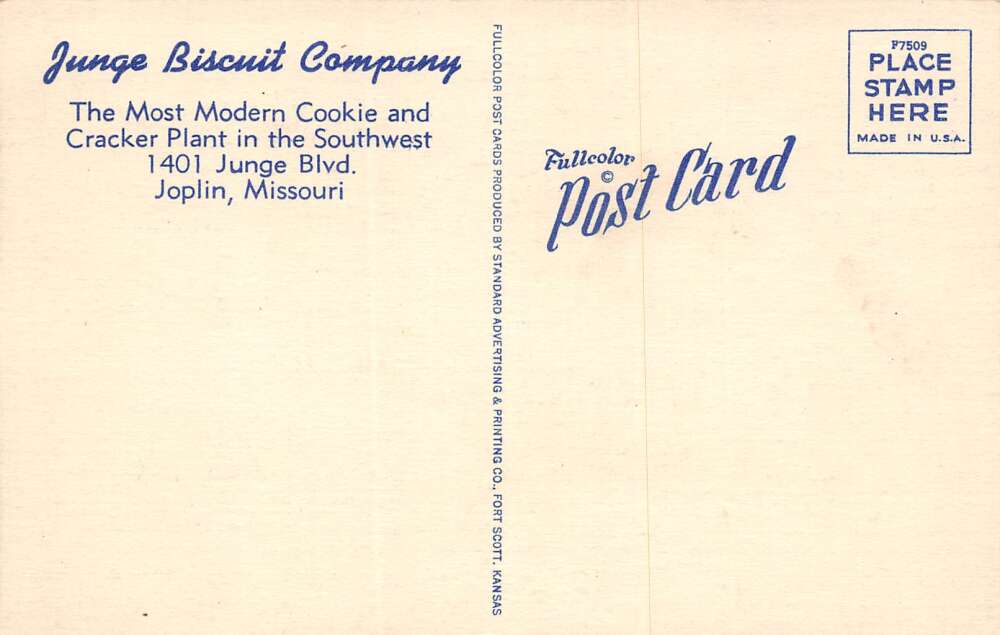 Junge Biscuit Company
The Most Modern Cookie and
Cracker Plant in the Southwest
1401 Junge Blvd.
Joplin, Missouri
FULLCOLOR POST CARDS PRODUCED BY STANDARD ADVERTISING & PRINTING CO., FORT SCOTT, KANSAS
Fullcolor
©
Post Card
F7509
PLACE
STAMP
HERE
MADE IN U.S.A.